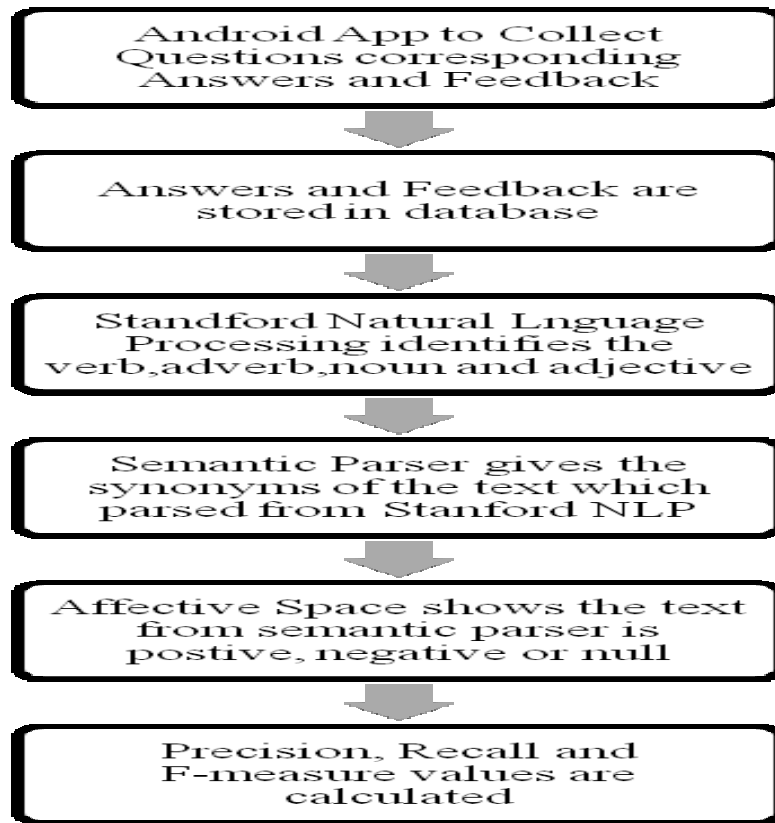 Android App to Collect
Questions corresponding
Answers and Feedback
Answers and Feedback are
stored in database
Standford Natural Lnguage
Processing identifies the
verb,adverb,noun and adjective
Semantic Parser gives the
synonyms of the text which
parsed from Stanford NLP
Affective Space shows the text
from semantic parser is
postive, negative or null
Precision, Recall and
F-measure values are
calculated